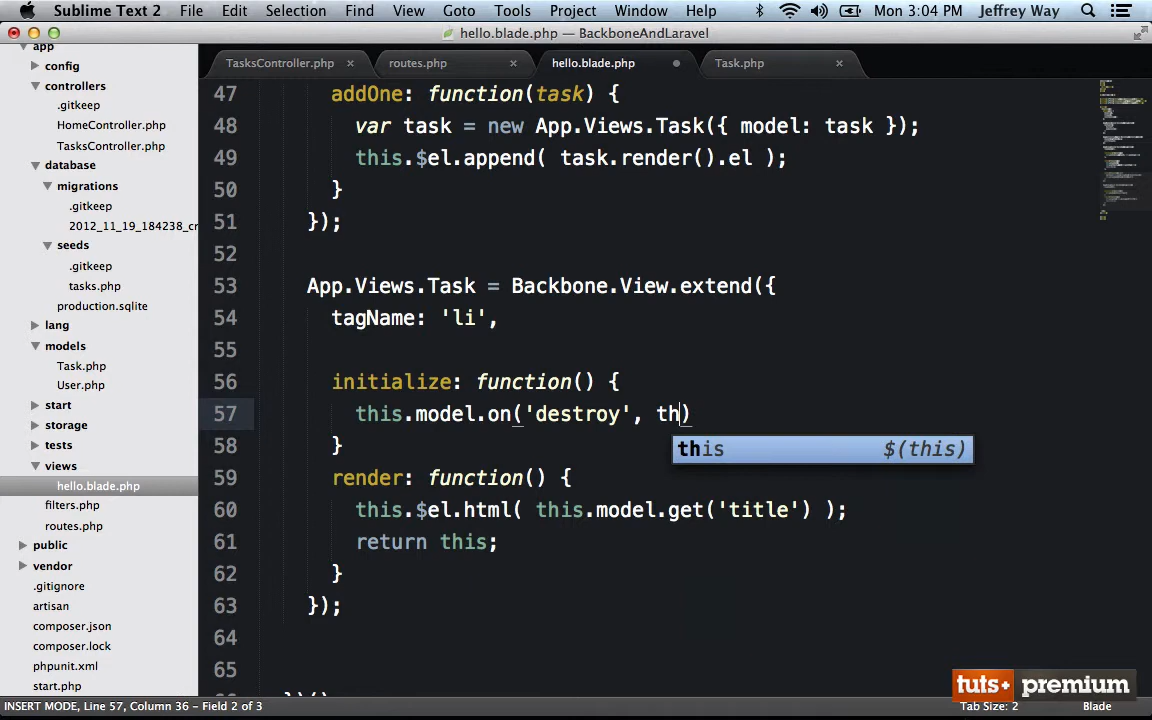 Sublime Text 2 File Edit Selection Find View Goto Tools Project Window Help Mon 3:04 PM Jeffrey Way
hello.blade.php — BackboneAndLaravel
TasksController.php × routes.php × hello.blade.php Task.php ×
app
config
controllers
.gitkeep
HomeController.php
TasksController.php
database
migrations
.gitkeep
2012_11_19_184238_cr
seeds
.gitkeep
tasks.php
production.sqlite
lang
models
Task.php
User.php
start
storage
tests
views
hello.blade.php
filters.php
routes.php
public
vendor
.gitignore
artisan
composer.json
composer.lock
phpunit.xml
start.php
47 addOne: function(task) {
48 var task = new App.Views.Task({ model: task });
49 this.$el.append( task.render().el );
50 }
51 });
52
53 App.Views.Task = Backbone.View.extend({
54 tagName: 'li',
55
56 initialize: function() {
57 this.model.on('destroy', th)
this $(this)
58 }
59 render: function() {
60 this.$el.html( this.model.get('title') );
61 return this;
62 }
63 });
64
65
})();
tuts+ premium
INSERT MODE, Line 57, Column 36 - Field 2 of 3 Tab Size: 2 Blade